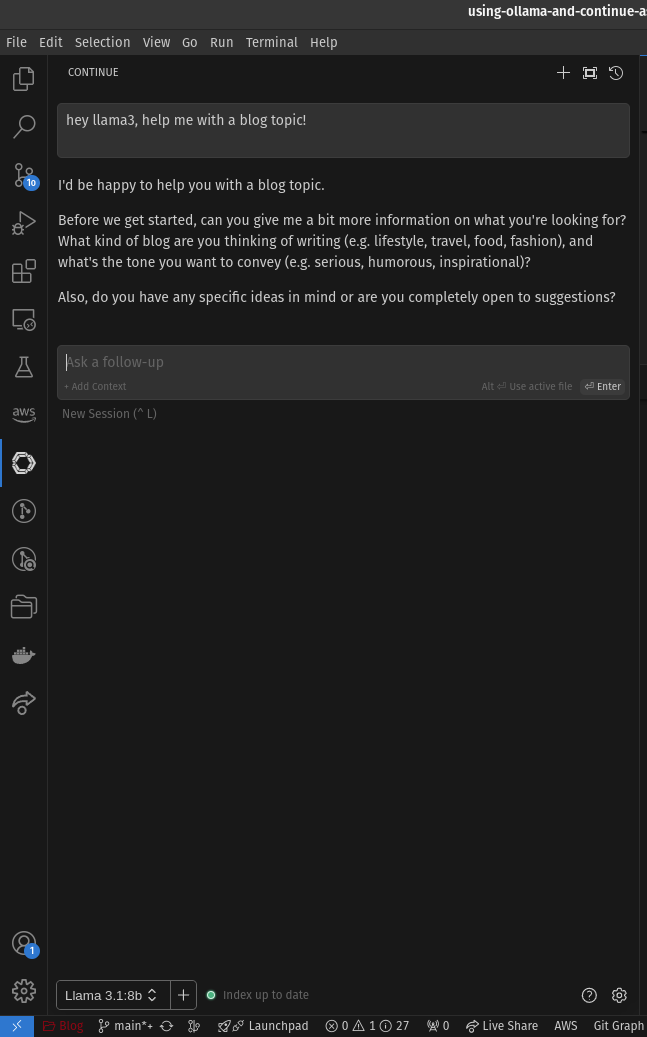 using-ollama-and-continue-as
File Edit Selection View Go Run Terminal Help
CONTINUE
hey llama3, help me with a blog topic!
10
I'd be happy to help you with a blog topic.
Before we get started, can you give me a bit more information on what you're looking for?
What kind of blog are you thinking of writing (e.g. lifestyle, travel, food, fashion), and
what's the tone you want to convey (e.g. serious, humorous, inspirational)?
Also, do you have any specific ideas in mind or are you completely open to suggestions?
Ask a follow-up
+ Add Context Alt ⏎ Use active file ⏎ Enter
aws
New Session (^ L)
1
Llama 3.1:8b Index up to date
Blog main*+ Launchpad 0 1 27 0 Live Share AWS Git Graph